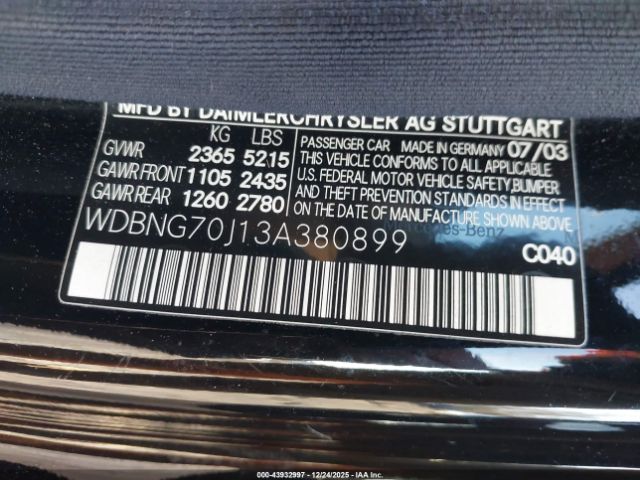 MFD BY DAIMLERCHRYSLER AG STUTTGART
KG LBS
GVWR 2365 5215
GAWR FRONT 1105 2435
GAWR REAR 1260 2780
PASSENGER CAR MADE IN GERMANY 07/03
THIS VEHICLE CONFORMS TO ALL APPLICABLE
U.S. FEDERAL MOTOR VEHICLE SAFETY, BUMPER
AND THEFT PREVENTION STANDARDS IN EFFECT
ON THE DATE OF MANUFACTURE SHOWN ABOVE.
WDBNG70J13A380899
Mercedes-Benz
C040
000-43932997 - 12/24/2025 - IAA Inc.